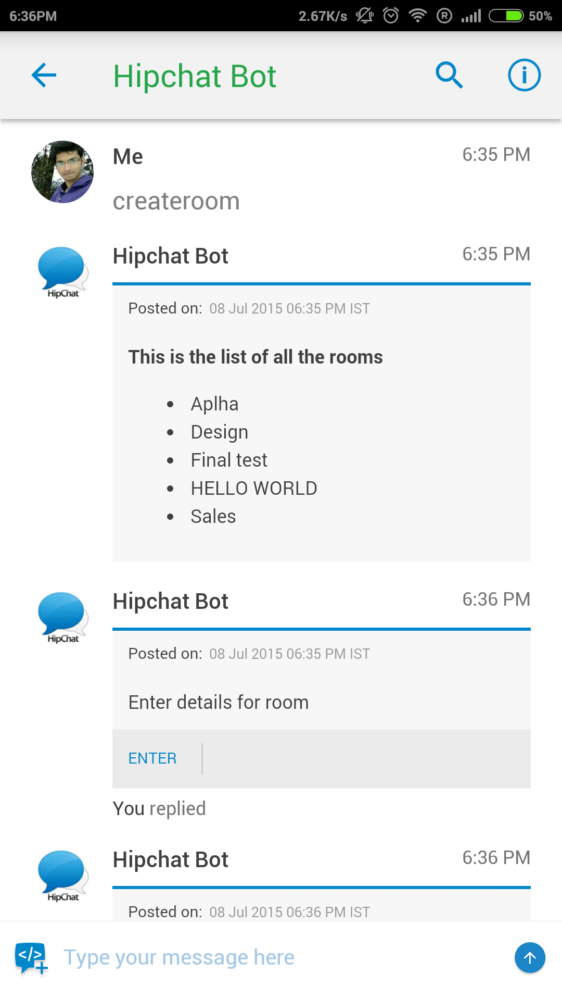 6:36PM 2.67K/s R 50%
Hipchat Bot
Me 6:35 PM
createroom
Hipchat Bot 6:35 PM
HipChat
Posted on: 08 Jul 2015 06:35 PM IST
This is the list of all the rooms
• Aplha
• Design
• Final test
• HELLO WORLD
• Sales
Hipchat Bot 6:36 PM
HipChat
Posted on: 08 Jul 2015 06:35 PM IST
Enter details for room
ENTER
You replied
Hipchat Bot 6:36 PM
HipChat
Posted on: 08 Jul 2015 06:36 PM IST
Type your message here